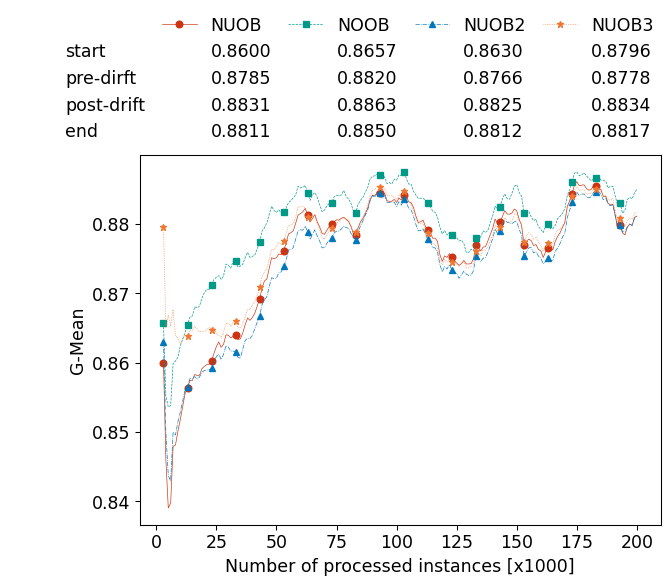 NUOB NOOB NUOB2 NUOB3
start 0.8600 0.8657 0.8630 0.8796
pre-dirft 0.8785 0.8820 0.8766 0.8778
post-drift 0.8831 0.8863 0.8825 0.8834
end 0.8811 0.8850 0.8812 0.8817
0.88
0.87
0.86
0.85
0.84
G-Mean
0 25 50 75 100 125 150 175 200
Number of processed instances [x1000]